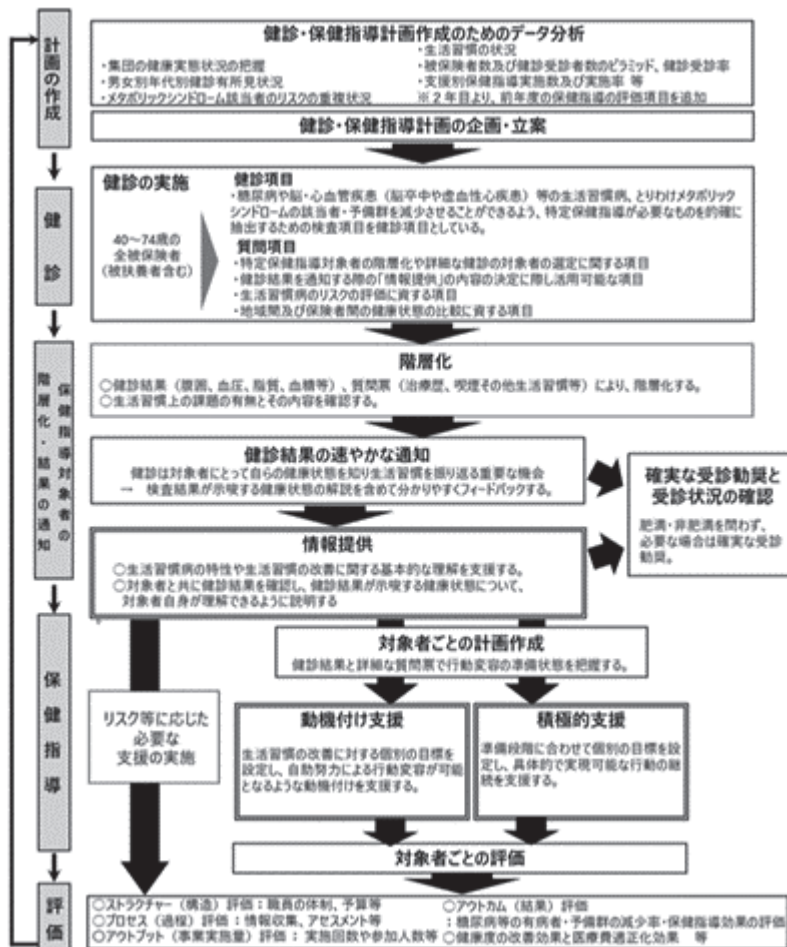 計画の作成
健診・保健指導計画作成のためのデータ分析
・集団の健康実態状況の把握
・男女別年代別健診有所見状況
・メタボリックシンドローム該当者のリスクの重複状況
・生活習慣の状況
・被保険者数及び健診受診者数のピラミッド、健診受診率
・支援別保健指導実施数及び実施率 等
※2年目より、前年度の保健指導の評価項目を追加
健診・保健指導計画の企画・立案
健診
健診の実施
40～74歳の
全被保険者
(被扶養者含む)
健診項目
・糖尿病や脳・心血管疾患（脳卒中や虚血性心疾患）等の生活習慣病、とりわけメタボリック
シンドロームの該当者・予備群を減少させることができるよう、特定保健指導が必要なものを的確に
抽出するための検査項目を健診項目としている。
質問項目
・特定保健指導対象者の階層化や詳細な健診の対象者の選定に関する項目
・健診結果を通知する際の「情報提供」の内容の決定に際し活用可能な項目
・生活習慣病のリスクの評価に資する項目
・地域間及び保険者間の健康状態の比較に資する項目
保健指導対象者の
階層化・結果の通知
階層化
○健診結果（腹囲、血圧、脂質、血糖等）、質問票（治療歴、喫煙その他生活習慣等）により、階層化する。
○生活習慣上の課題の有無とその内容を確認する。
健診結果の速やかな通知
健診は対象者にとって自らの健康状態を知り生活習慣を振り返る重要な機会
→ 検査結果が示唆する健康状態の解説を含めて分かりやすくフィードバックする。
確実な受診勧奨と
受診状況の確認
肥満・非肥満を問わず、
必要な場合は確実な受診
勧奨。
情報提供
○生活習慣病の特性や生活習慣の改善に関する基本的な理解を支援する。
○対象者と共に健診結果を確認し、健診結果が示唆する健康状態について、
対象者自身が理解できるように説明する
保健指導
対象者ごとの計画作成
健診結果と詳細な質問票で行動変容の準備状態を把握する。
リスク等に応じた
必要な
支援の実施
動機付け支援
生活習慣の改善に対する個別の目標を
設定し、自助努力による行動変容が可能
となるような動機付けを支援する。
積極的支援
準備段階に合わせて個別の目標を設
定し、具体的で実現可能な行動の継
続を支援する。
対象者ごとの評価
評価
○ストラクチャー（構造）評価：職員の体制、予算等
○プロセス（過程）評価：情報収集、アセスメント等
○アウトプット（事業実施量）評価：実施回数や参加人数等
○アウトカム（結果）評価
：糖尿病等の有病者・予備群の減少率・保健指導効果の評価
○健康度の改善効果と医療費適正化効果 等